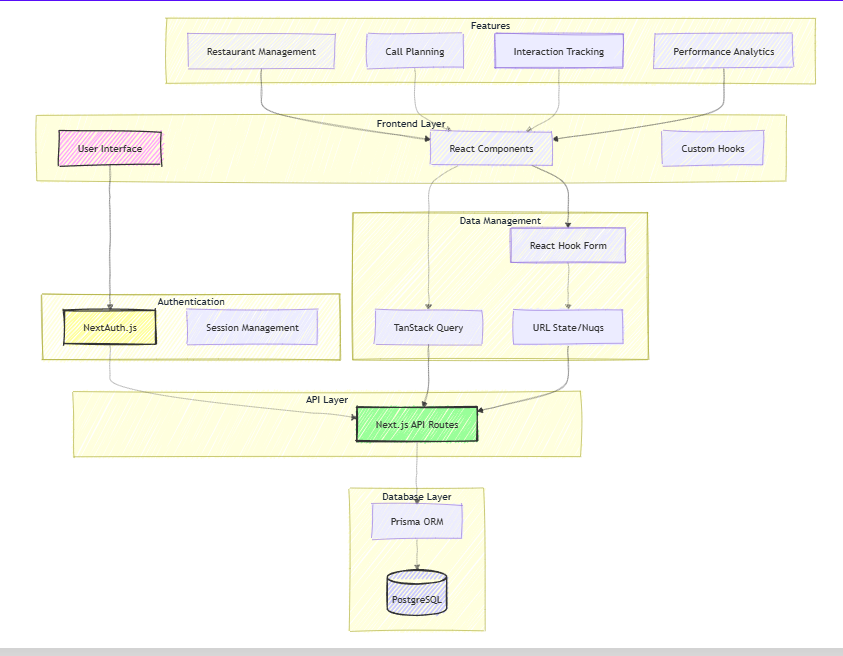 Features
Restaurant Management
Call Planning
Interaction Tracking
Performance Analytics
Frontend Layer
User Interface
React Components
Custom Hooks
Data Management
React Hook Form
Authentication
NextAuth.js
Session Management
TanStack Query
URL State/Nuqs
API Layer
Next.js API Routes
Database Layer
Prisma ORM
PostgreSQL